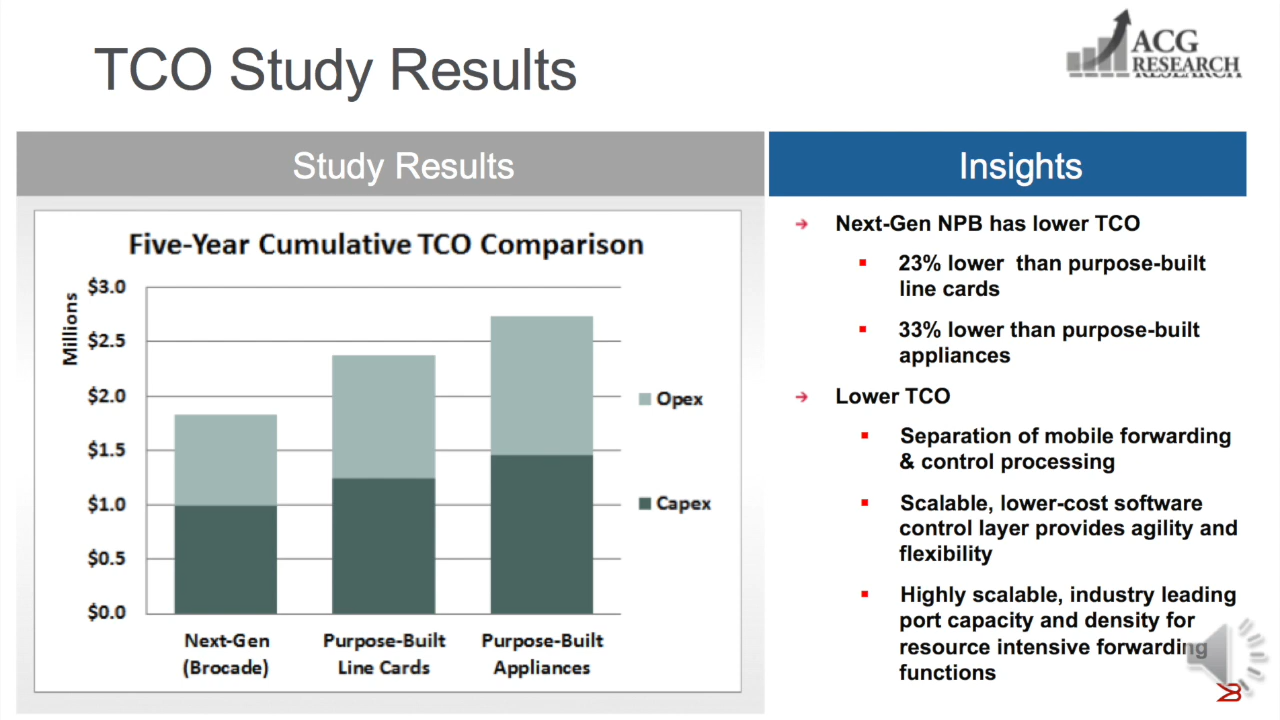 TCO Study Results
ACG
RESEARCH
Study Results
Insights
Five-Year Cumulative TCO Comparison
Millions
$3.0
$2.5
$2.0
$1.5
$1.0
$0.5
$0.0
Opex
Capex
Next-Gen
(Brocade)
Purpose-Built
Line Cards
Purpose-Built
Appliances
Next-Gen NPB has lower TCO
23% lower than purpose-built
line cards
33% lower than purpose-built
appliances
Lower TCO
Separation of mobile forwarding
& control processing
Scalable, lower-cost software
control layer provides agility and
flexibility
Highly scalable, industry leading
port capacity and density for
resource intensive forwarding
functions